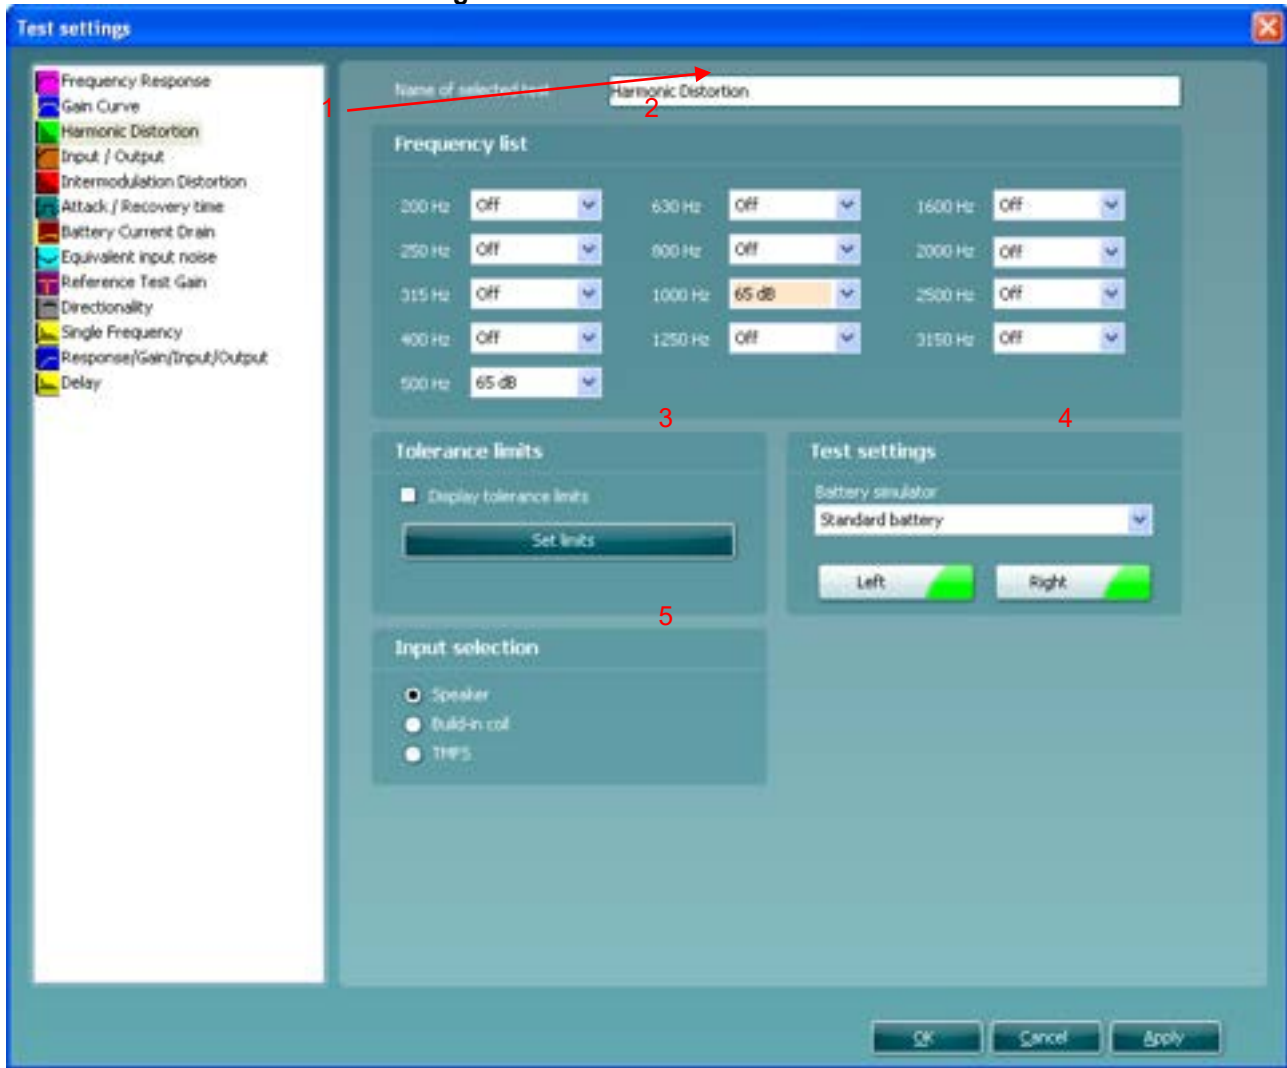 g
Test settings
Frequency Response
Gain Curve
Harmonic Distortion
Input / Output
Intermodulation Distortion
Attack / Recovery time
Battery Current Drain
Equivalent input noise
Reference Test Gain
Directionality
Single Frequency
Response/Gain/Input/Output
Delay
1
Name of selected test Harmonic Distortion
2
Frequency list
200 Hz Off 630 Hz Off 1600 Hz Off
250 Hz Off 800 Hz Off 2000 Hz Off
315 Hz Off 1000 Hz 65 dB 2500 Hz Off
400 Hz Off 1250 Hz Off 3150 Hz Off
500 Hz 65 dB
3
Tolerance limits
Display tolerance limits
Set limits
4
Test settings
Battery simulator
Standard battery
Left Right
5
Input selection
Speaker
Build-in coil
TMFS
OK Cancel Apply